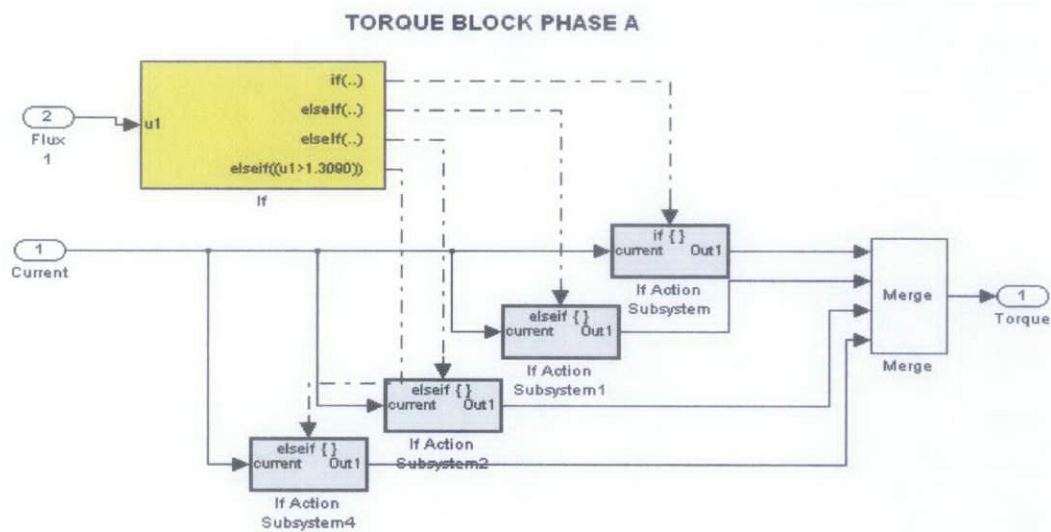 TORQUE BLOCK PHASE A
if(..)
2
u1
elseif(..)
Flux
1
elseif(..)
elseif((u1>1.3090))
If
1
Current
if { }
current
Out1
If Action
Subsystem
Merge
Merge
1
Torque
elseif { }
current
Out1
If Action
Subsystem1
elseif { }
current
Out1
If Action
Subsystem2
elseif { }
current
Out1
If Action
Subsystem4